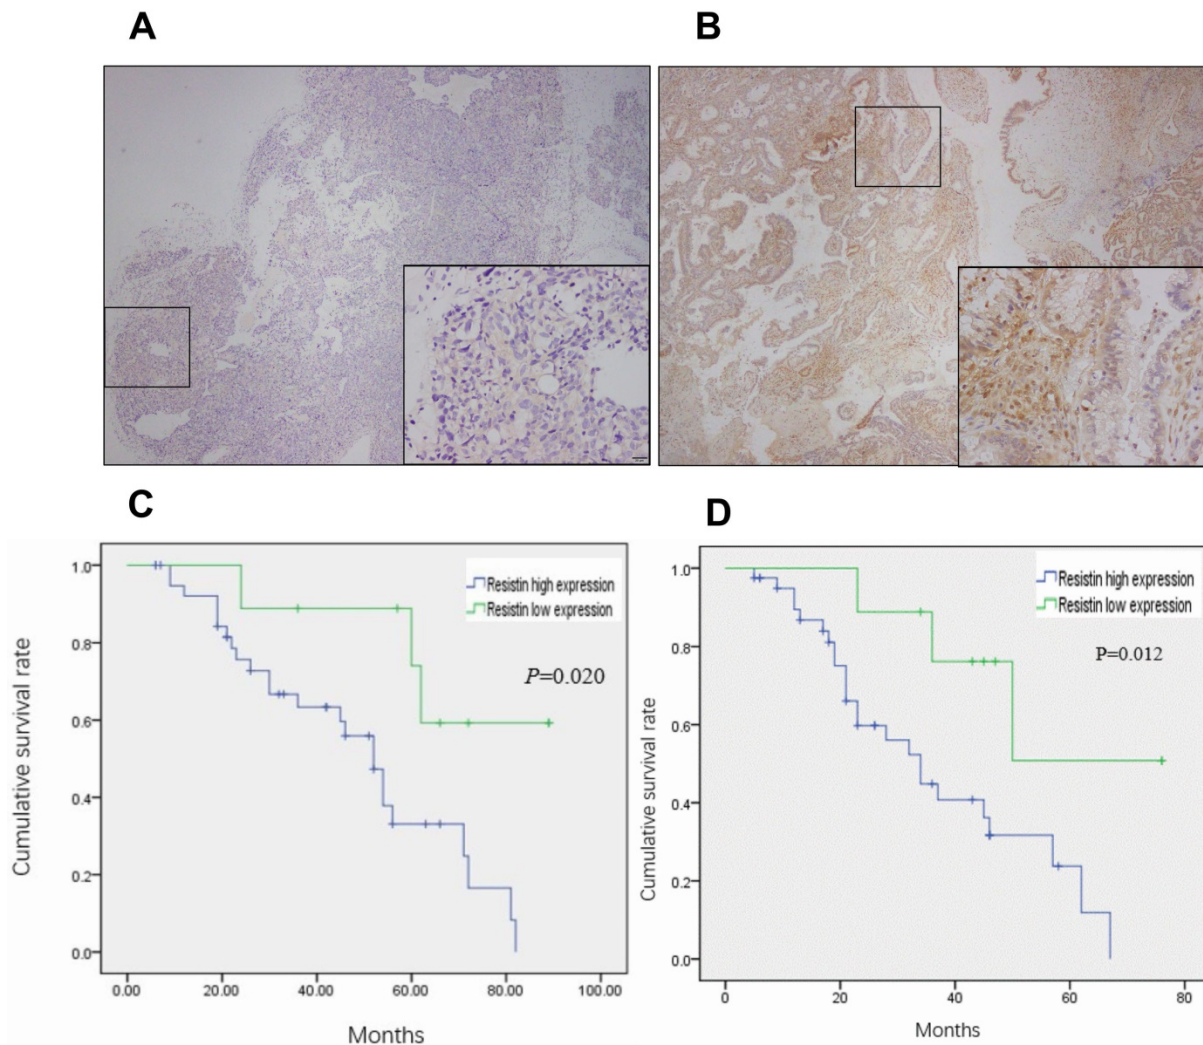 A
B
C
D
1.0
0.8
0.6
0.4
0.2
0.0
Cumulative survival rate
0.00 20.00 40.00 60.00 80.00 100.00
Months
Resistin high expression
Resistin low expression
P=0.020
1.0
0.8
0.6
0.4
0.2
0.0
Cumulative survival rate
0 20 40 60 80
Months
Resistin high expression
Resistin low expression
P=0.012